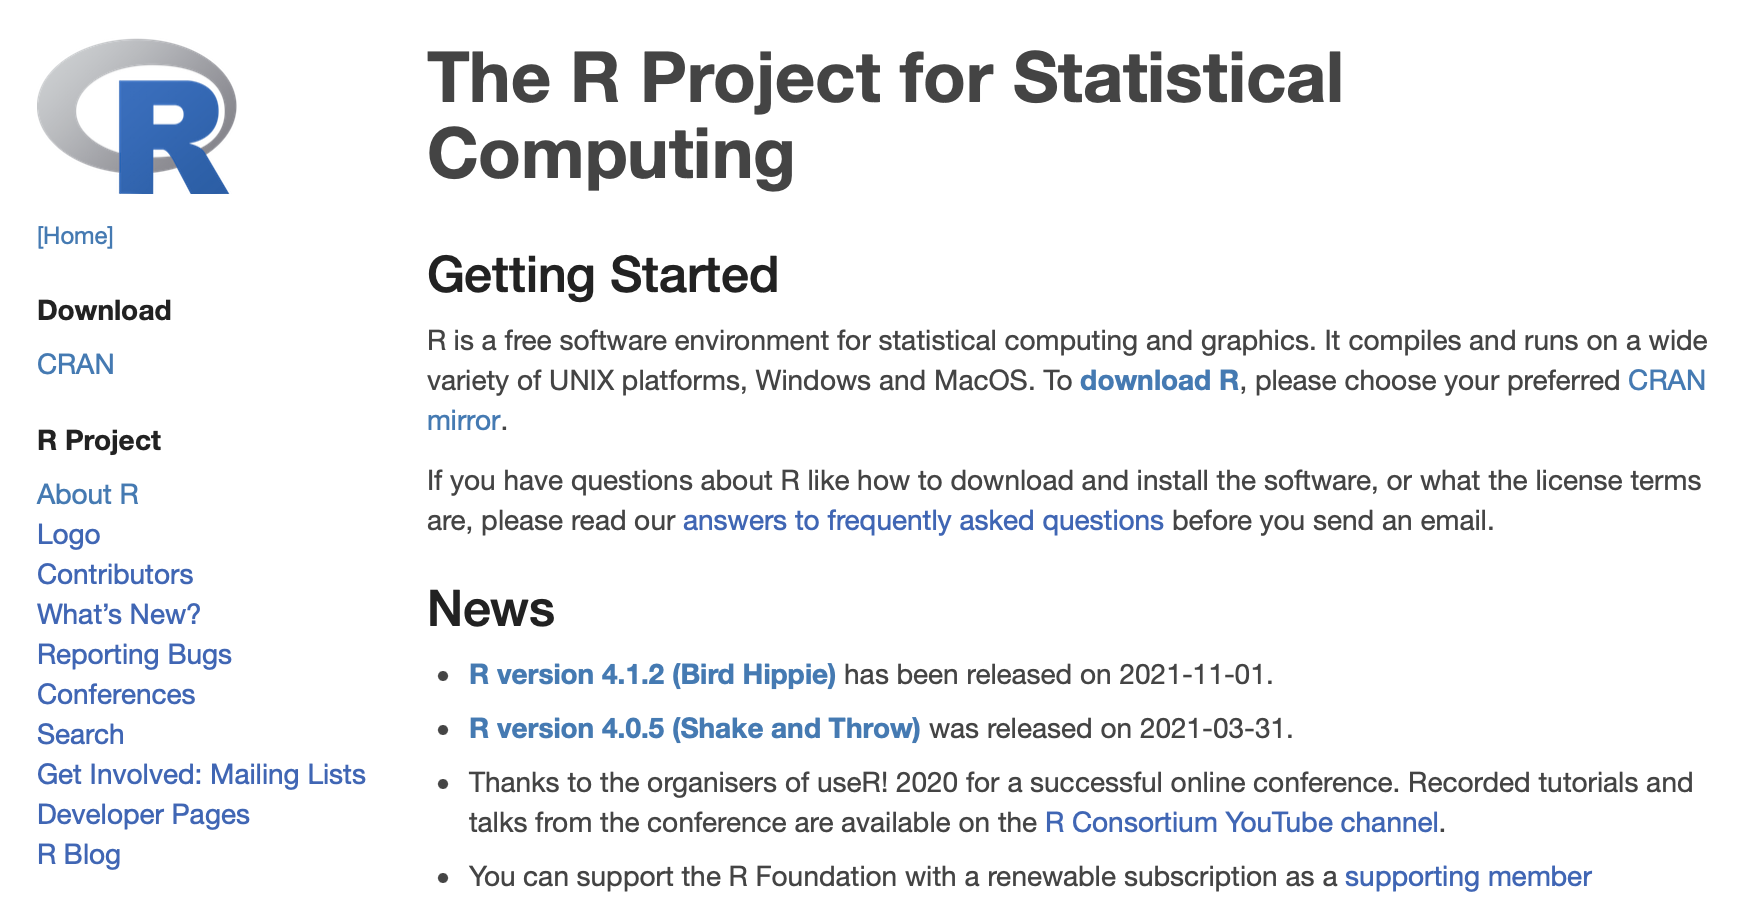 R
[Home]
Download
CRAN
R Project
About R
Logo
Contributors
What’s New?
Reporting Bugs
Conferences
Search
Get Involved: Mailing Lists
Developer Pages
R Blog
The R Project for Statistical
Computing
Getting Started
R is a free software environment for statistical computing and graphics. It compiles and runs on a wide
variety of UNIX platforms, Windows and MacOS. To download R, please choose your preferred CRAN
mirror.
If you have questions about R like how to download and install the software, or what the license terms
are, please read our answers to frequently asked questions before you send an email.
News
• R version 4.1.2 (Bird Hippie) has been released on 2021-11-01.
• R version 4.0.5 (Shake and Throw) was released on 2021-03-31.
• Thanks to the organisers of useR! 2020 for a successful online conference. Recorded tutorials and
talks from the conference are available on the R Consortium YouTube channel.
• You can support the R Foundation with a renewable subscription as a supporting member